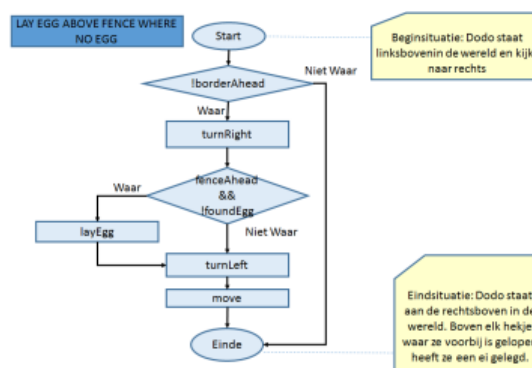 LAY EGG ABOVE FENCE WHERE
NO EGG
Start
Beginsituatie: Dodo staat
linksbovenin de wereld en kijk
naar rechts
!borderAhead
Niet Waar
Waar
turnRight
fenceAhead
&&
!foundEgg
Waar
layEgg
Niet Waar
turnLeft
move
Einde
Eindsituatie: Dodo staat
aan de rechtsboven in de
wereld. Boven elk hekje
waar ze voorbij is gelopen
heeft ze een ei gelegd.